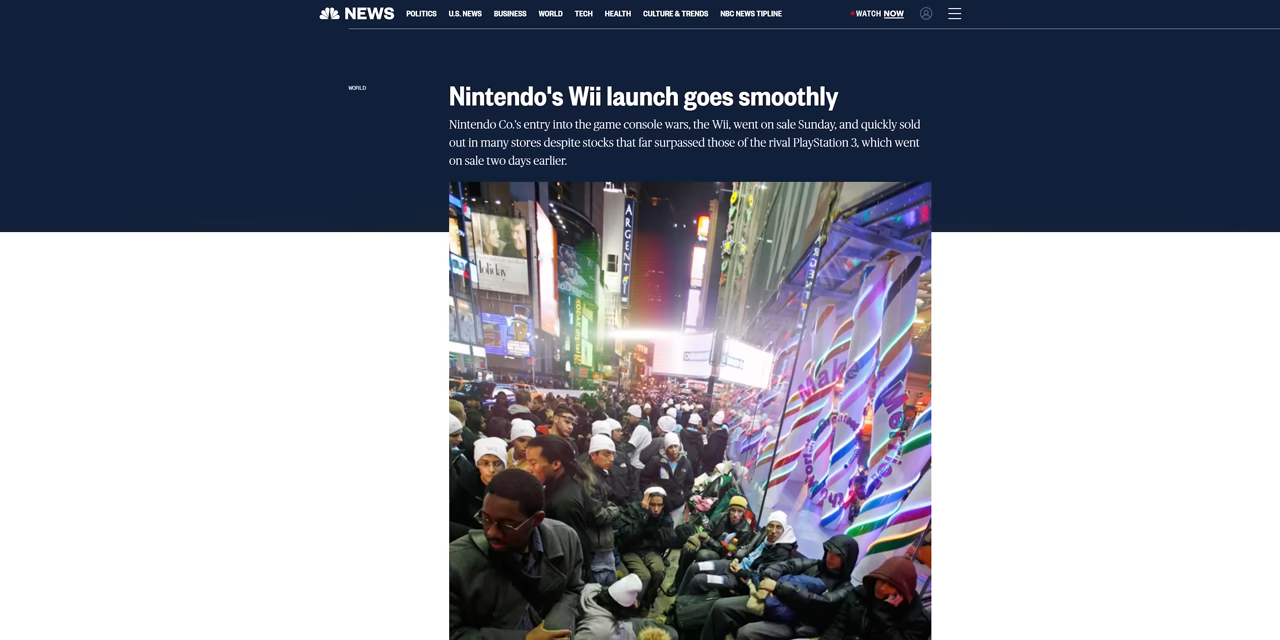 NEWS POLITICS U.S. NEWS BUSINESS WORLD TECH HEALTH CULTURE & TRENDS NBC NEWS TIPLINE WATCH NOW
WORLD
Nintendo's Wii launch goes smoothly
Nintendo Co.'s entry into the game console wars, the Wii, went on sale Sunday, and quickly sold
out in many stores despite stocks that far surpassed those of the rival PlayStation 3, which went
on sale two days earlier.
ARGENT
Holiday
Make